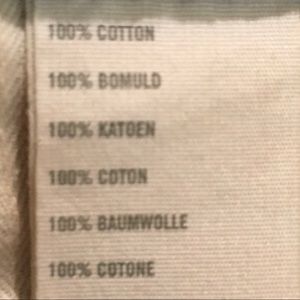 100% COTTON
100% BOMULD
100% KATOEN
100% COTON
100% BAUMWOLLE
100% COTONE